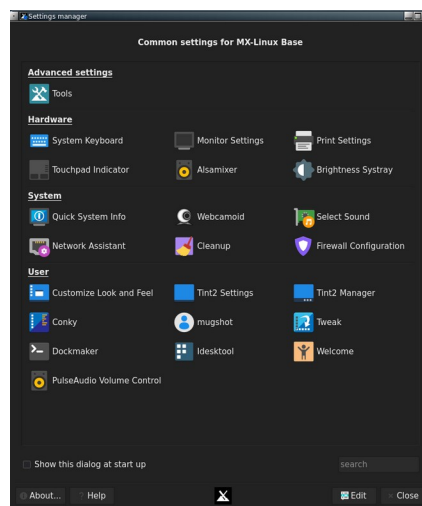 Settings manager
Common settings for MX-Linux Base
Advanced settings
Tools
Hardware
System Keyboard Monitor Settings Print Settings
Touchpad Indicator Alsamixer Brightness Systray
System
Quick System Info Webcamoid Select Sound
Network Assistant Cleanup Firewall Configuration
User
Customize Look and Feel Tint2 Settings Tint2 Manager
Conky mugshot Tweak
Dockmaker Idesktool Welcome
PulseAudio Volume Control
Show this dialog at start up search
About... ? Help Edit × Close